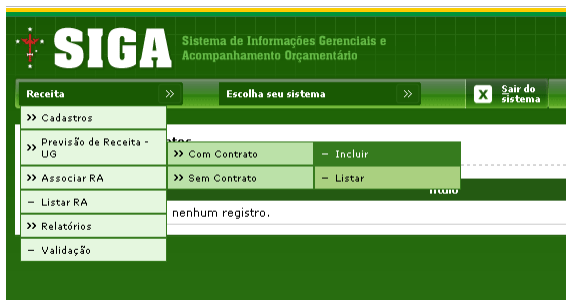 SIGA
Sistema de Informações Gerenciais e
Acompanhamento Orçamentário
Receita >>
Escolha seu sistema >>
X Sair do
sistema
>> Cadastros
>> Previsão de Receita -
UG
>> Com Contrato
– Incluir
>> Associar RA
>> Sem Contrato
– Listar
– Listar RA
nenhum registro.
>> Relatórios
– Validação